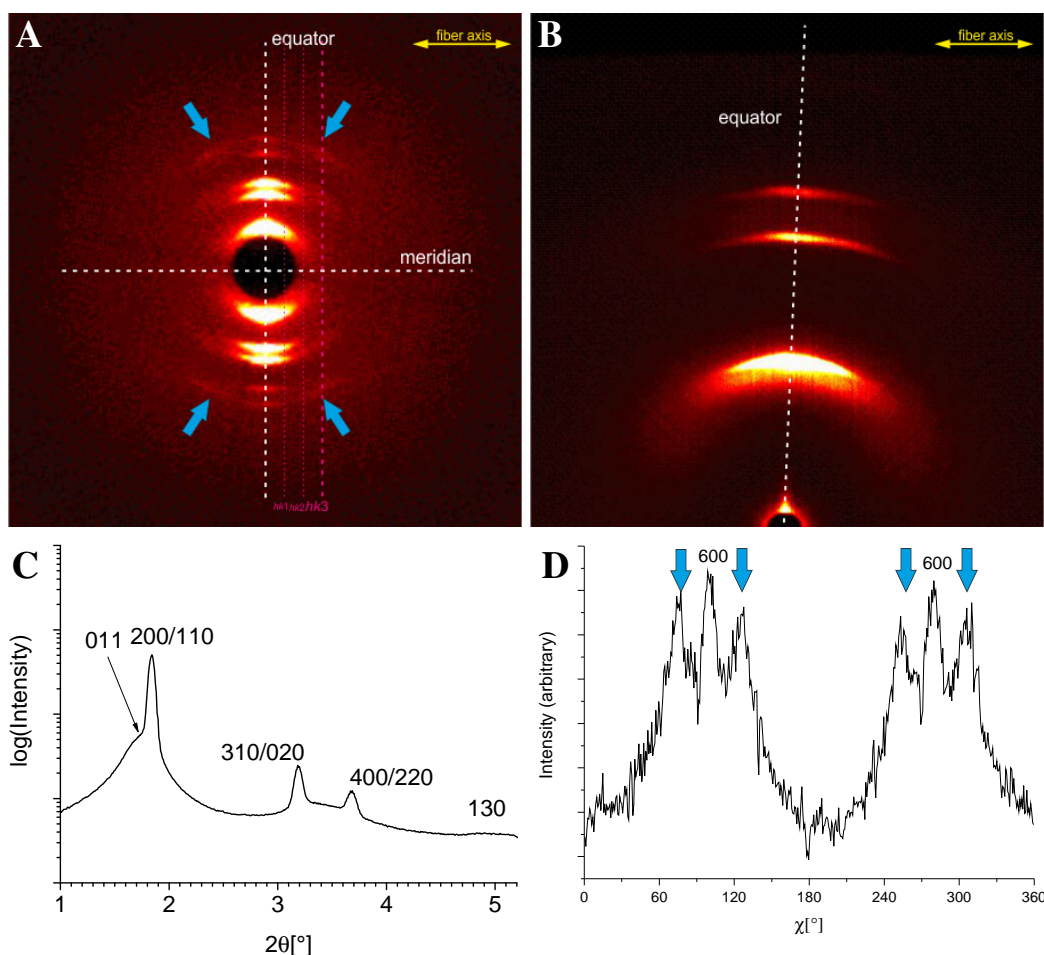 A
equator
fiber axis
meridian
hk1 hk2 hk3
B
fiber axis
equator
C
log(Intensity)
011
200/110
310/020
400/220
130
1 2 3 4 5
2θ[°]
D
600
600
Intensity (arbitrary)
0 60 120 180 240 300 360
χ[°]